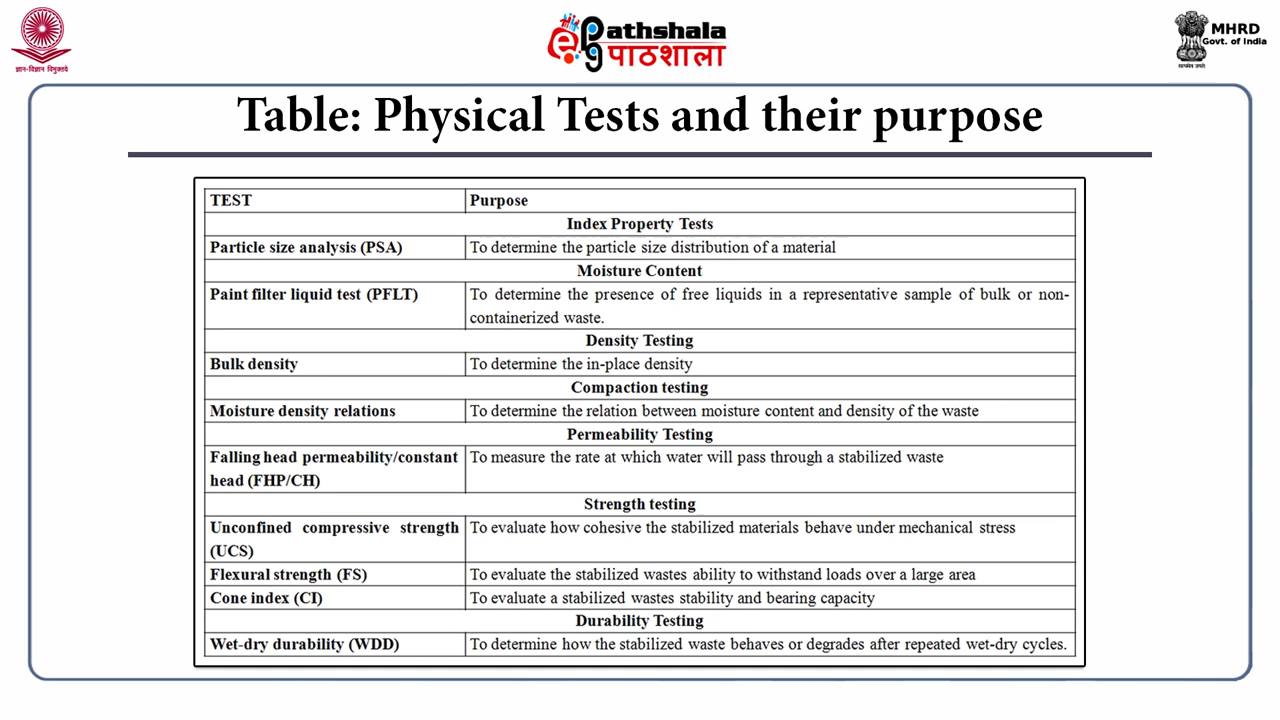 ज्ञान-विज्ञान विमुक्तये
ePG Pathshala
पाठशाला
MHRD
Govt. of India
सत्यमेव जयते
Table: Physical Tests and their purpose
TEST Purpose
Index Property Tests
Particle size analysis (PSA) To determine the particle size distribution of a material
Moisture Content
Paint filter liquid test (PFLT) To determine the presence of free liquids in a representative sample of bulk or non-
containerized waste.
Density Testing
Bulk density To determine the in-place density
Compaction testing
Moisture density relations To determine the relation between moisture content and density of the waste
Permeability Testing
Falling head permeability/constant To measure the rate at which water will pass through a stabilized waste
head (FHP/CH)
Strength testing
Unconfined compressive strength To evaluate how cohesive the stabilized materials behave under mechanical stress
(UCS)
Flexural strength (FS) To evaluate the stabilized wastes ability to withstand loads over a large area
Cone index (CI) To evaluate a stabilized wastes stability and bearing capacity
Durability Testing
Wet-dry durability (WDD) To determine how the stabilized waste behaves or degrades after repeated wet-dry cycles.